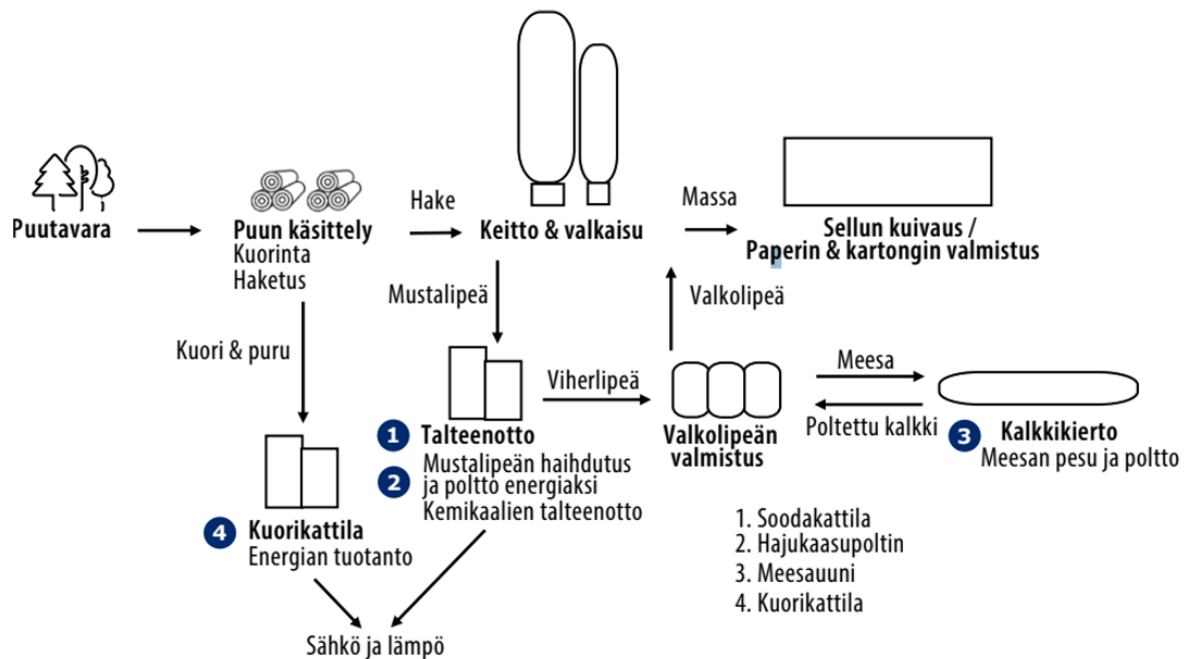 Puutavara
Puun käsittely
Kuorinta
Haketus
Hake
Keitto & valkaisu
Massa
Sellun kuivaus /
Paperin & kartongin valmistus
Mustalipeä
Valkolipeä
Kuori & puru
Viherlipeä
Meesa
Poltettu kalkki
1 Talteenotto
2 Mustalipeän haihdutus
ja poltto energiaksi
Kemikaalien talteenotto
Valkolipeän
valmistus
3 Kalkkikierto
Meesan pesu ja poltto
4 Kuorikattila
Energian tuotanto
Sähkö ja lämpö
1. Soodakattila
2. Hajukaasupoltin
3. Meesauuni
4. Kuorikattila